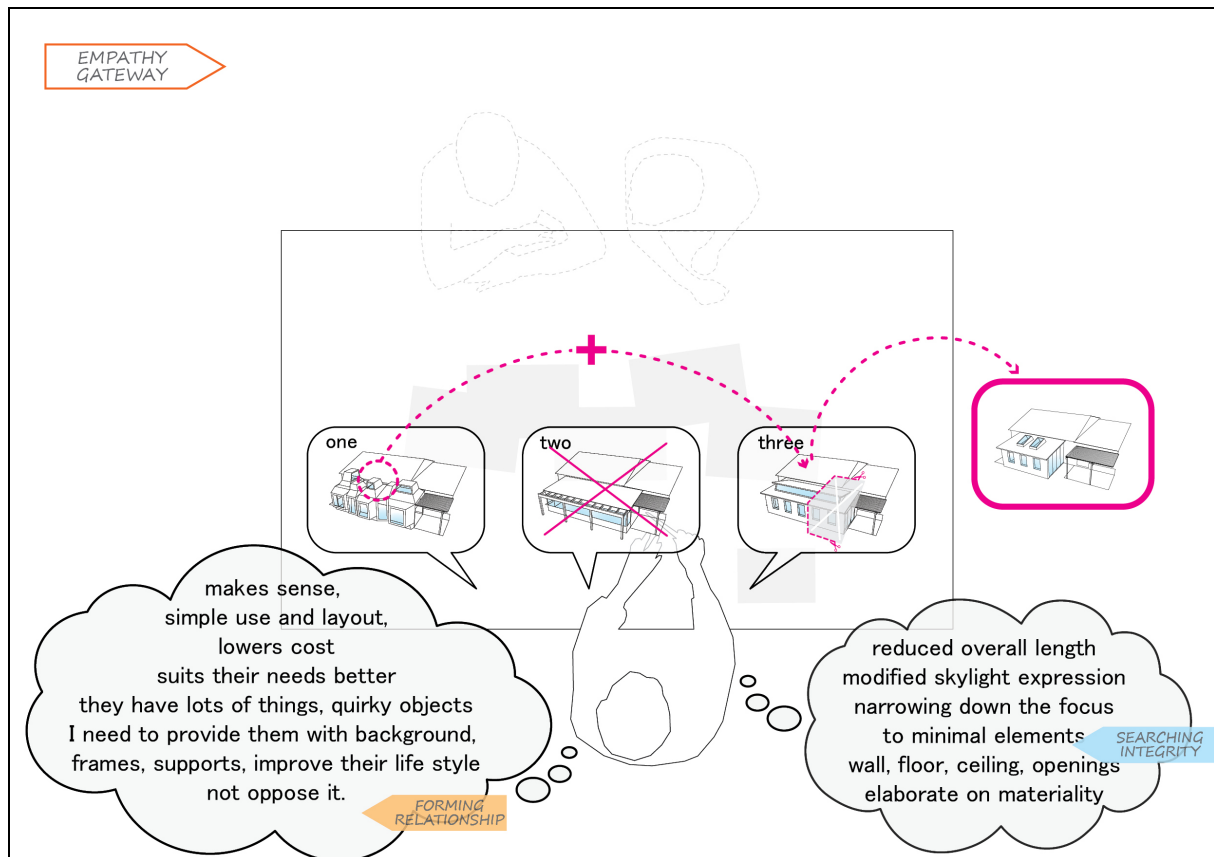 EMPATHY
GATEWAY
one
two
three
makes sense,
simple use and layout,
lowers cost
suits their needs better
they have lots of things, quirky objects
I need to provide them with background,
frames, supports, improve their life style
not oppose it.
FORMING
RELATIONSHIP
reduced overall length
modified skylight expression
narrowing down the focus
to minimal elements
wall, floor, ceiling, openings
elaborate on materiality
SEARCHING
INTEGRITY